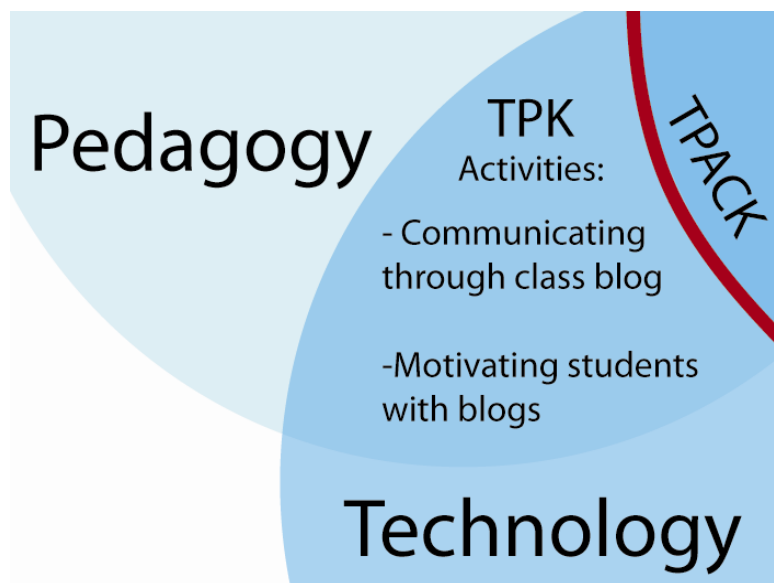 Pedagogy
TPK
Activities:
- Communicating
through class blog
-Motivating students
with blogs
TPACK
Technology